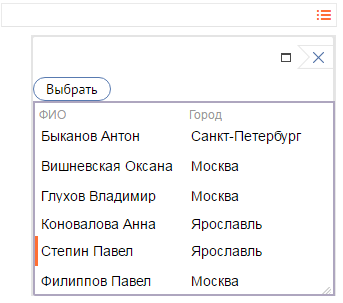 Выбрать
ФИО Город
Быканов Антон Санкт-Петербург
Вишневская Оксана Москва
Глухов Владимир Москва
Коновалова Анна Ярославль
Степин Павел Ярославль
Филиппов Павел Москва